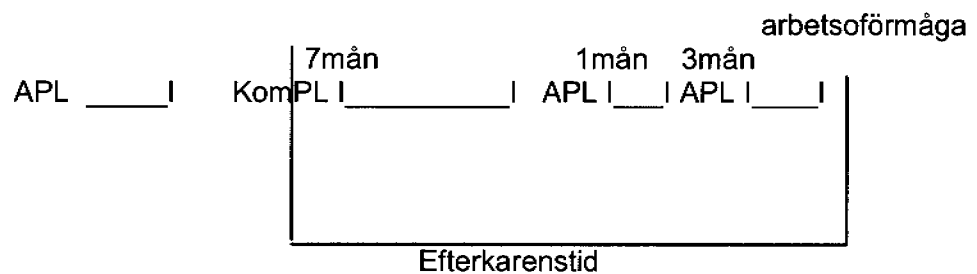 arbetsoförmåga
7mån 1mån 3mån
APL KomPL APL APL
Efterkarenstid